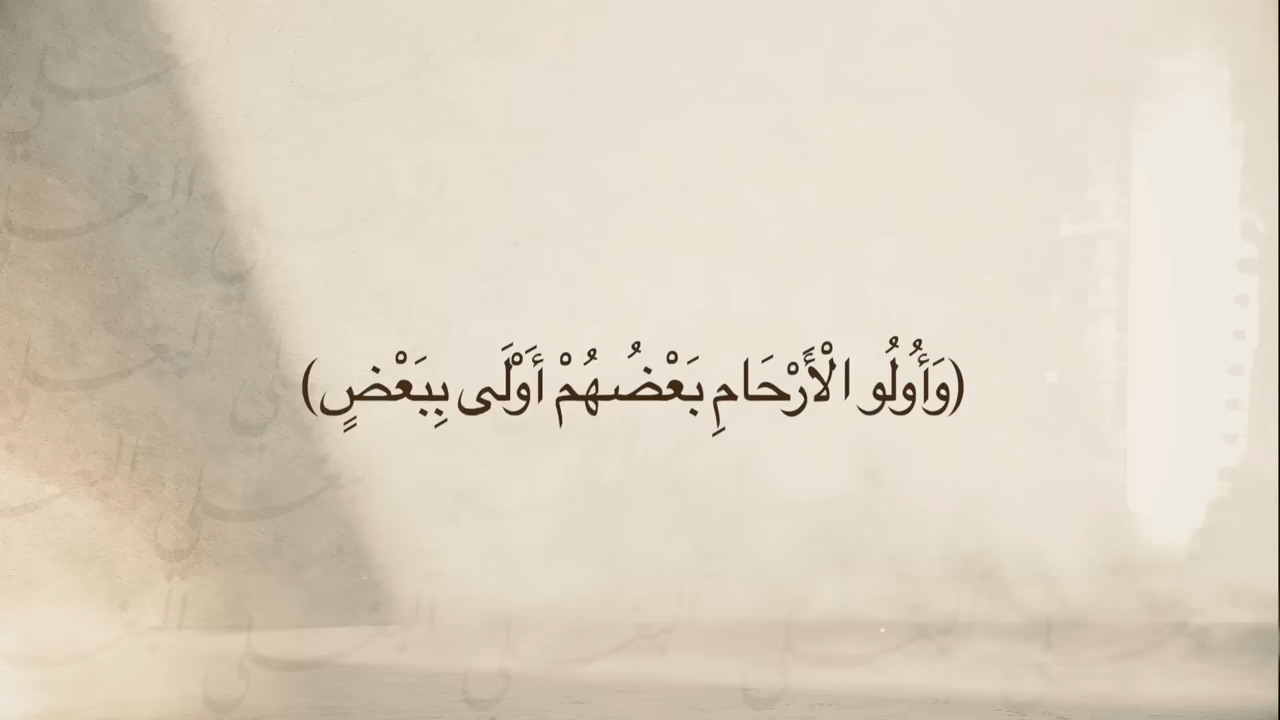 (وَأُولُو الْأَرْحَامِ بَعْضُهُمْ أَوْلَى بِبَعْضٍ)